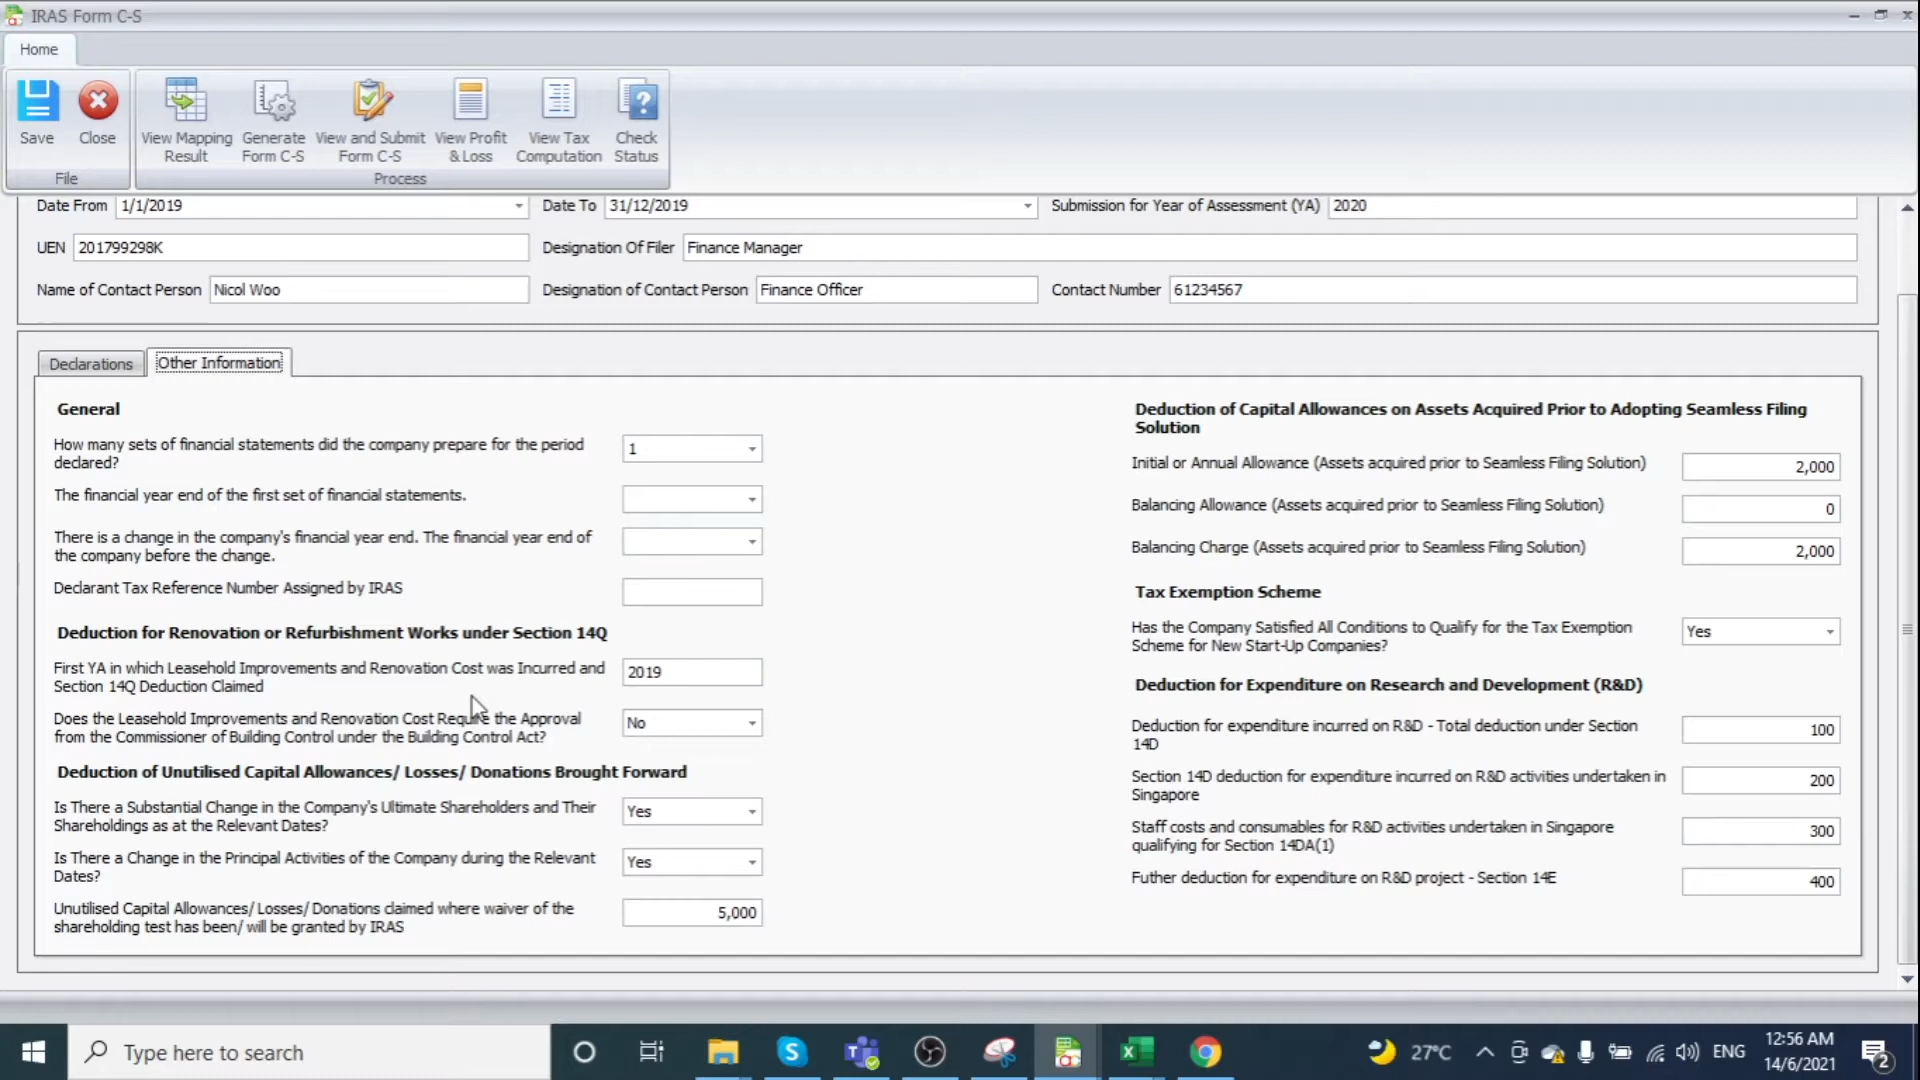 IRAS Form C-S
Home
Save
Close
View Mapping
Result
Generate
Form C-S
View and Submit
Form C-S
View Profit
& Loss
View Tax
Computation
Check
Status
File
Process
Date From 1/1/2019
Date To 31/12/2019
Submission for Year of Assessment (YA) 2020
UEN 201799298K
Designation Of Filer Finance Manager
Name of Contact Person Nicol Woo
Designation of Contact Person Finance Officer
Contact Number 61234567
Declarations
Other Information
General
How many sets of financial statements did the company prepare for the period
declared?
1
The financial year end of the first set of financial statements.
There is a change in the company's financial year end. The financial year end of
the company before the change.
Declarant Tax Reference Number Assigned by IRAS
Deduction for Renovation or Refurbishment Works under Section 14Q
First YA in which Leasehold Improvements and Renovation Cost was Incurred and
Section 14Q Deduction Claimed
2019
Does the Leasehold Improvements and Renovation Cost Require the Approval
from the Commissioner of Building Control under the Building Control Act?
No
Deduction of Unutilised Capital Allowances/ Losses/ Donations Brought Forward
Is There a Substantial Change in the Company's Ultimate Shareholders and Their
Shareholdings as at the Relevant Dates?
Yes
Is There a Change in the Principal Activities of the Company during the Relevant
Dates?
Yes
Unutilised Capital Allowances/ Losses/ Donations claimed where waiver of the
shareholding test has been/ will be granted by IRAS
5,000
Deduction of Capital Allowances on Assets Acquired Prior to Adopting Seamless Filing
Solution
Initial or Annual Allowance (Assets acquired prior to Seamless Filing Solution)
2,000
Balancing Allowance (Assets acquired prior to Seamless Filing Solution)
0
Balancing Charge (Assets acquired prior to Seamless Filing Solution)
2,000
Tax Exemption Scheme
Has the Company Satisfied All Conditions to Qualify for the Tax Exemption
Scheme for New Start-Up Companies?
Yes
Deduction for Expenditure on Research and Development (R&D)
Deduction for expenditure incurred on R&D - Total deduction under Section
14D
100
Section 14D deduction for expenditure incurred on R&D activities undertaken in
Singapore
200
Staff costs and consumables for R&D activities undertaken in Singapore
qualifying for Section 14DA(1)
300
Futher deduction for expenditure on R&D project - Section 14E
400
Type here to search
27°C
ENG
12:56 AM
14/6/2021
2